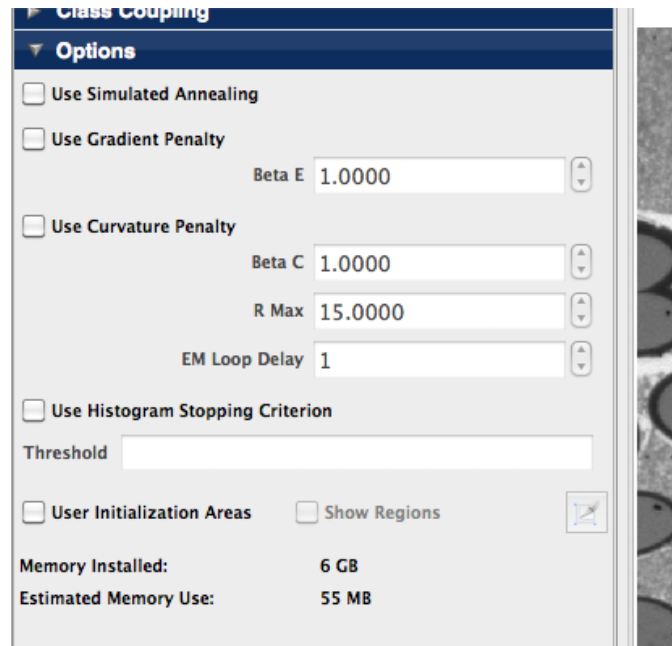 Class Coupling
Options
Use Simulated Annealing
Use Gradient Penalty
Beta E 1.0000
Use Curvature Penalty
Beta C 1.0000
R Max 15.0000
EM Loop Delay 1
Use Histogram Stopping Criterion
Threshold
User Initialization Areas Show Regions
Memory Installed: 6 GB
Estimated Memory Use: 55 MB